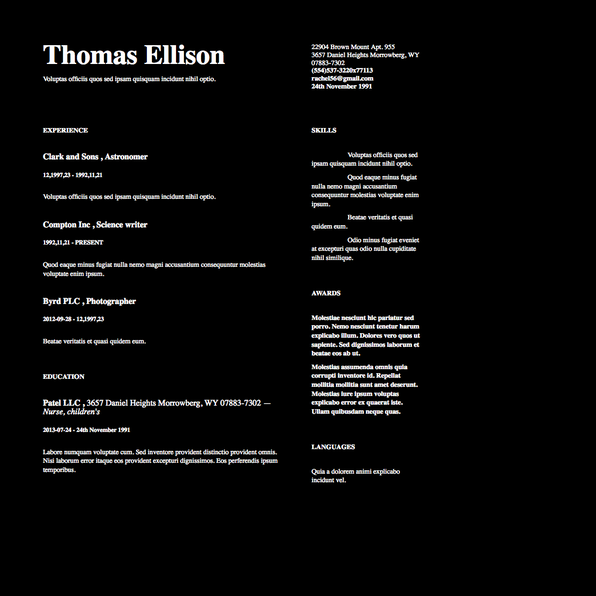 Thomas Ellison
Voluptas officiis quos sed ipsam quisquam incidunt nihil optio.
22904 Brown Mount Apt. 955
3657 Daniel Heights Morrowberg, WY
07883-7302
(554)537-3220x77113
rachel56@gmail.com
24th November 1991
EXPERIENCE
Clark and Sons , Astronomer
12,1997,23 - 1992,11,21
Voluptas officiis quos sed ipsam quisquam incidunt nihil optio.
Compton Inc , Science writer
1992,11,21 - PRESENT
Quod eaque minus fugiat nulla nemo magni accusantium consequuntur molestias
voluptate enim ipsum.
Byrd PLC , Photographer
2012-09-28 - 12,1997,23
Beatae veritatis et quasi quidem eum.
EDUCATION
Patel LLC , 3657 Daniel Heights Morrowberg, WY 07883-7302 —
Nurse, children's
2013-07-24 - 24th November 1991
Labore numquam voluptate cum. Sed inventore provident distinctio provident omnis.
Nisi laborum error itaque eos provident excepturi dignissimos. Eos perferendis ipsum
temporibus.
SKILLS
Voluptas officiis quos sed
ipsam quisquam incidunt nihil optio.
Quod eaque minus fugiat
nulla nemo magni accusantium
consequuntur molestias voluptate enim
ipsum.
Beatae veritatis et quasi
quidem eum.
Odio minus fugiat eveniet
at excepturi quas odio nulla cupiditate
nihil similique.
AWARDS
Molestiae nesciunt hic pariatur sed
porro. Nemo nesciunt tenetur harum
explicabo illum. Dolores vero quos ut
sapiente. Sed dignissimos laborum et
beatae eos ab ut.
Molestias assumenda omnis quia
corrupti inventore id. Repellat
mollitia mollitia sunt amet deserunt.
Molestias iure ipsum voluptas
explicabo error ex quaerat iste.
Ullam quibusdam neque quas.
LANGUAGES
Quia a dolorem animi explicabo
incidunt vel.